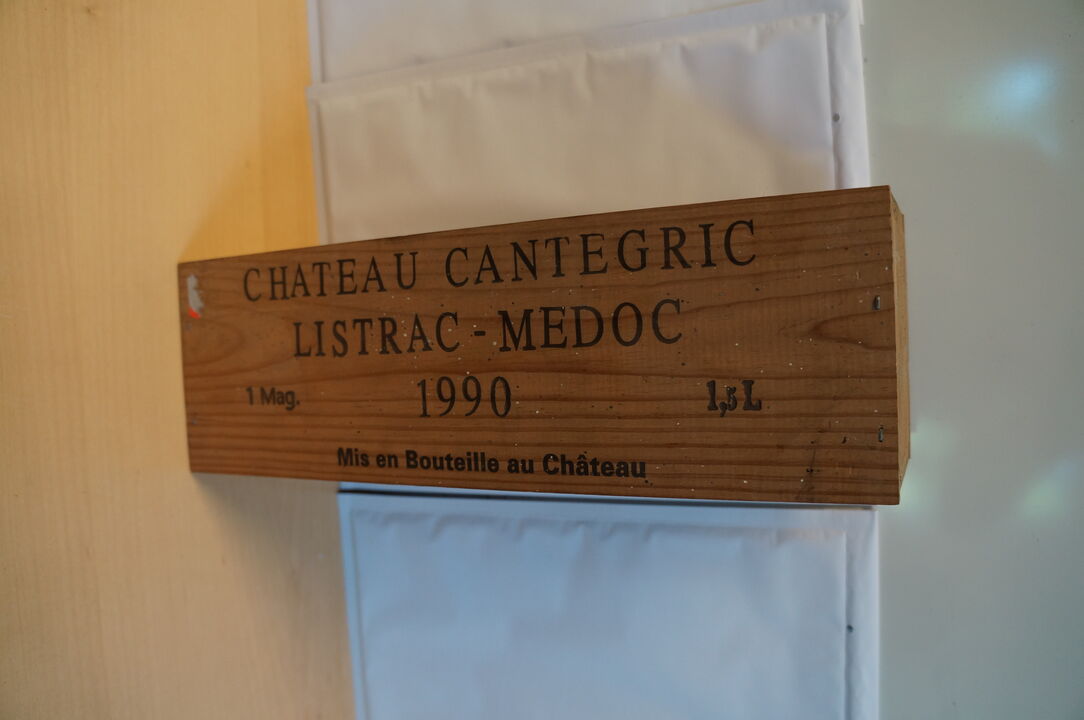 CHATEAU CANTEGRIC
LISTRAC - MEDOC
1 Mag. 1990 1,5 L
Mis en Bouteille au Château